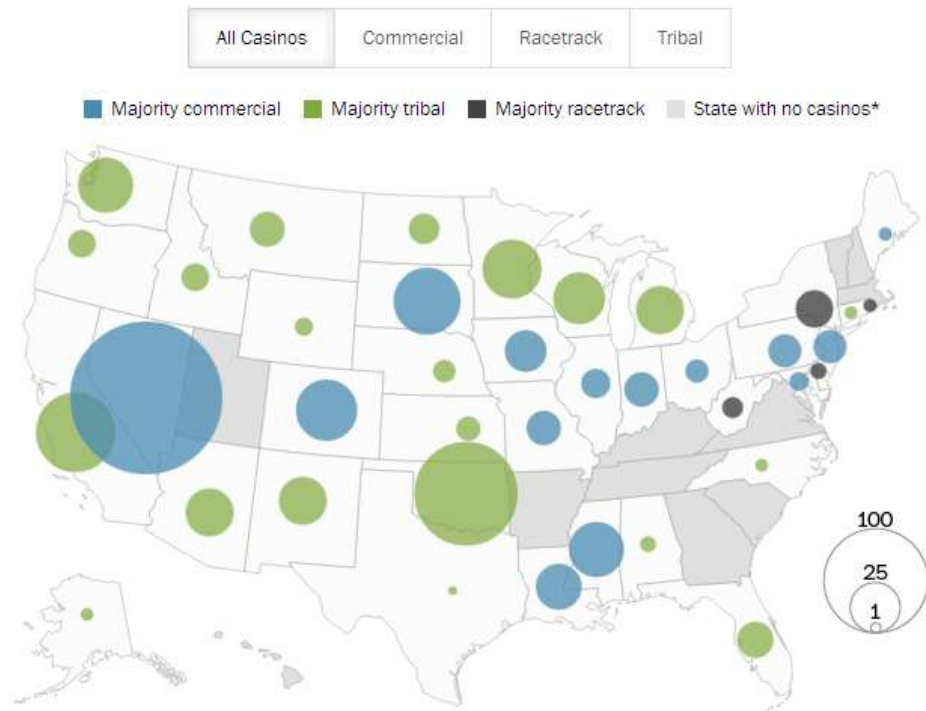 All Casinos Commercial Racetrack Tribal
Majority commercial Majority tribal Majority racetrack State with no casinos*
100
25
1